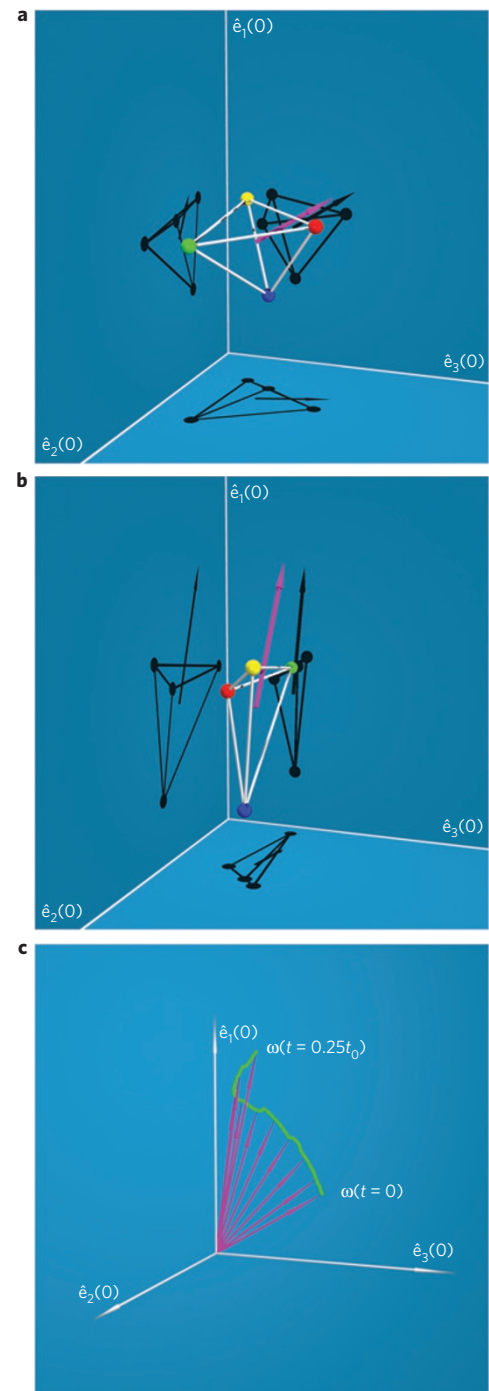 a
ê₁(0)
ê₃(0)
ê₂(0)
b
ê₁(0)
ê₃(0)
ê₂(0)
c
ê₁(0)
ω(t = 0.25t₀)
ω(t = 0)
ê₃(0)
ê₂(0)